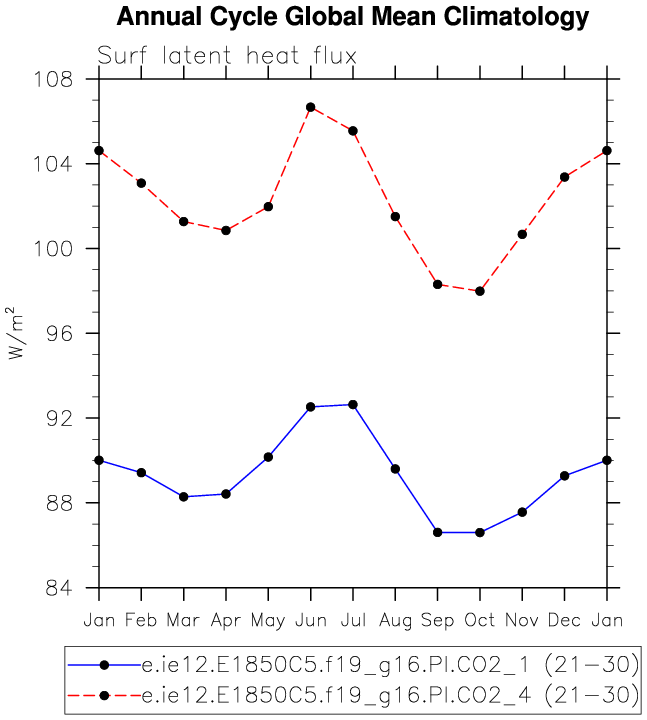 Annual Cycle Global Mean Climatology
Surf latent heat flux
108
104
100
96
92
88
84
W/m²
Jan Feb Mar Apr May Jun Jul Aug Sep Oct Nov Dec Jan
e.ie12.E1850C5.f19_g16.PI.CO2_1 (21-30)
e.ie12.E1850C5.f19_g16.PI.CO2_4 (21-30)